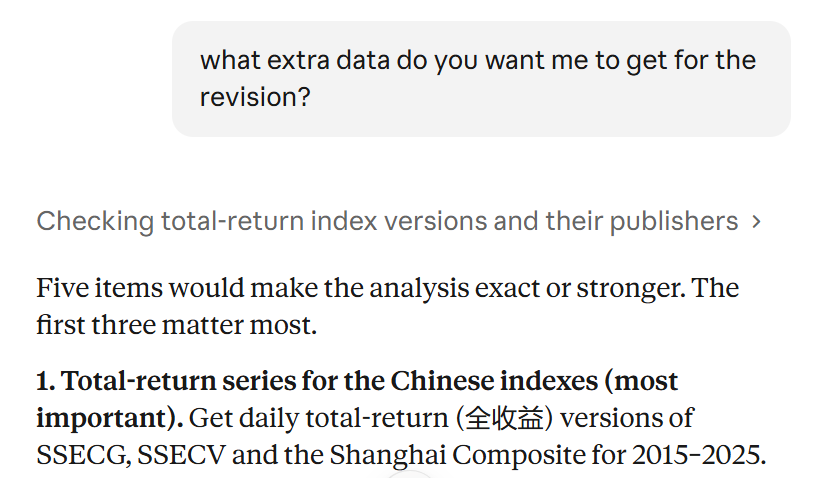 what extra data do you want me to get for the
revision?
Checking total-return index versions and their publishers >
Five items would make the analysis exact or stronger. The
first three matter most.
1. Total-return series for the Chinese indexes (most
important). Get daily total-return (全收益) versions of
SSECG, SSECV and the Shanghai Composite for 2015–2025.